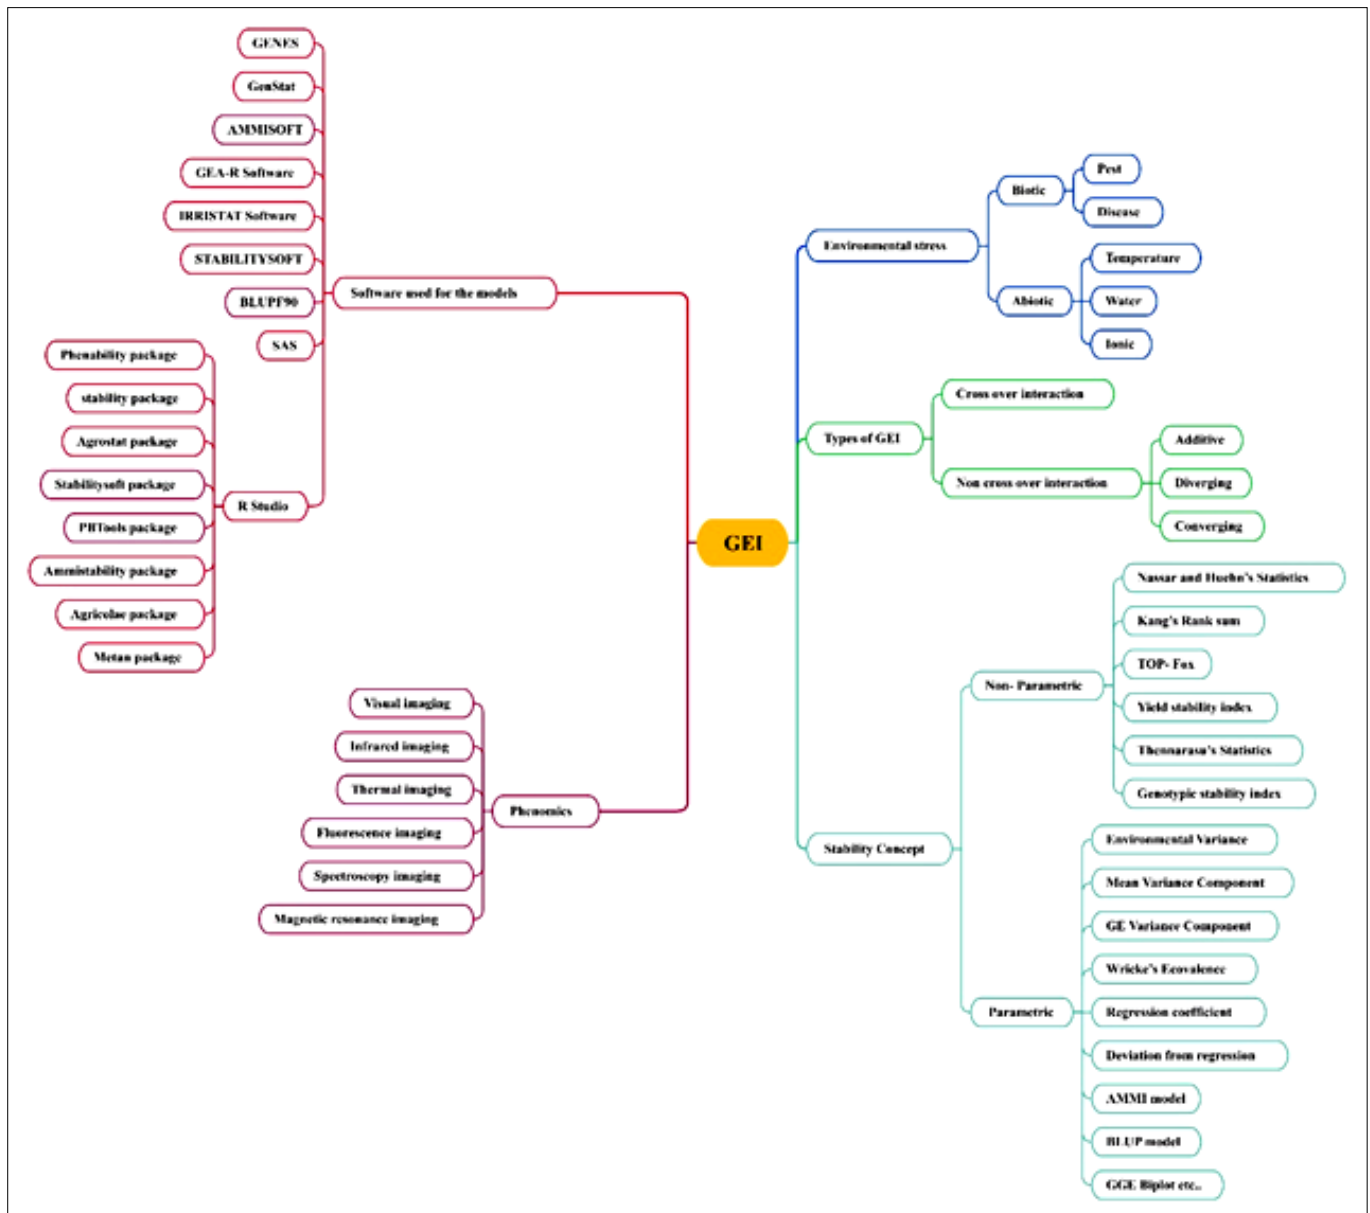 GENES
GenStat
AMMISOFT
GEA-R Software
IRRISTAT Software
STABILITYSOFT
BLUPF90
SAS
Software used for the models
Phenability package
stability package
Agrostat package
Stabilitysoft package
PBTools package
Ammistability package
Agricolae package
Metan package
R Studio
Visual imaging
Infrared imaging
Thermal imaging
Fluorescence imaging
Spectroscopy imaging
Magnetic resonance imaging
Phenomics
GEI
Environmental stress
Biotic
Pest
Disease
Abiotic
Temperature
Water
Ionic
Types of GEI
Cross over interaction
Non cross over interaction
Additive
Diverging
Converging
Stability Concept
Non- Parametric
Nassar and Huehn's Statistics
Kang's Rank sum
TOP- Fox
Yield stability index
Thennarasu's Statistics
Genotypic stability index
Parametric
Environmental Variance
Mean Variance Component
GE Variance Component
Wricke's Ecovalence
Regression coefficient
Deviation from regression
AMMI model
BLUP model
GGE Biplot etc..